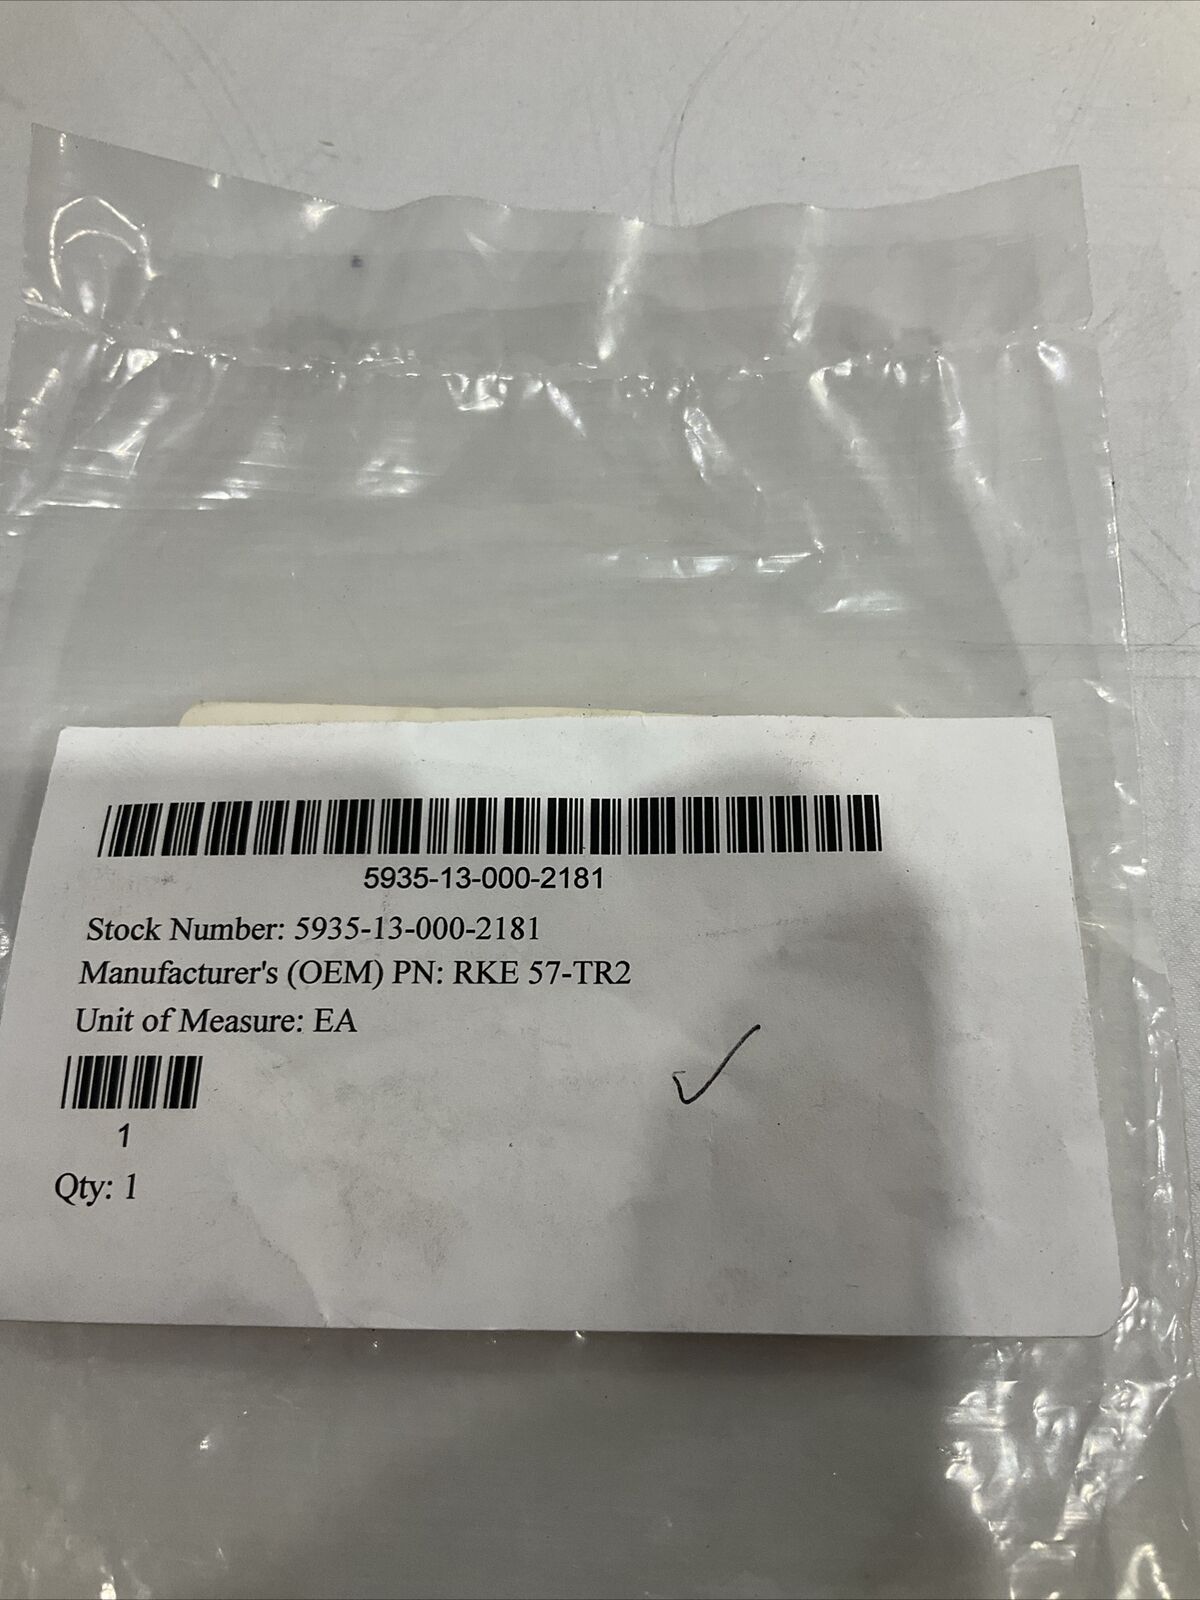 5935-13-000-2181
Stock Number: 5935-13-000-2181
Manufacturer's (OEM) PN: RKE 57-TR2
Unit of Measure: EA
1
Qty: 1